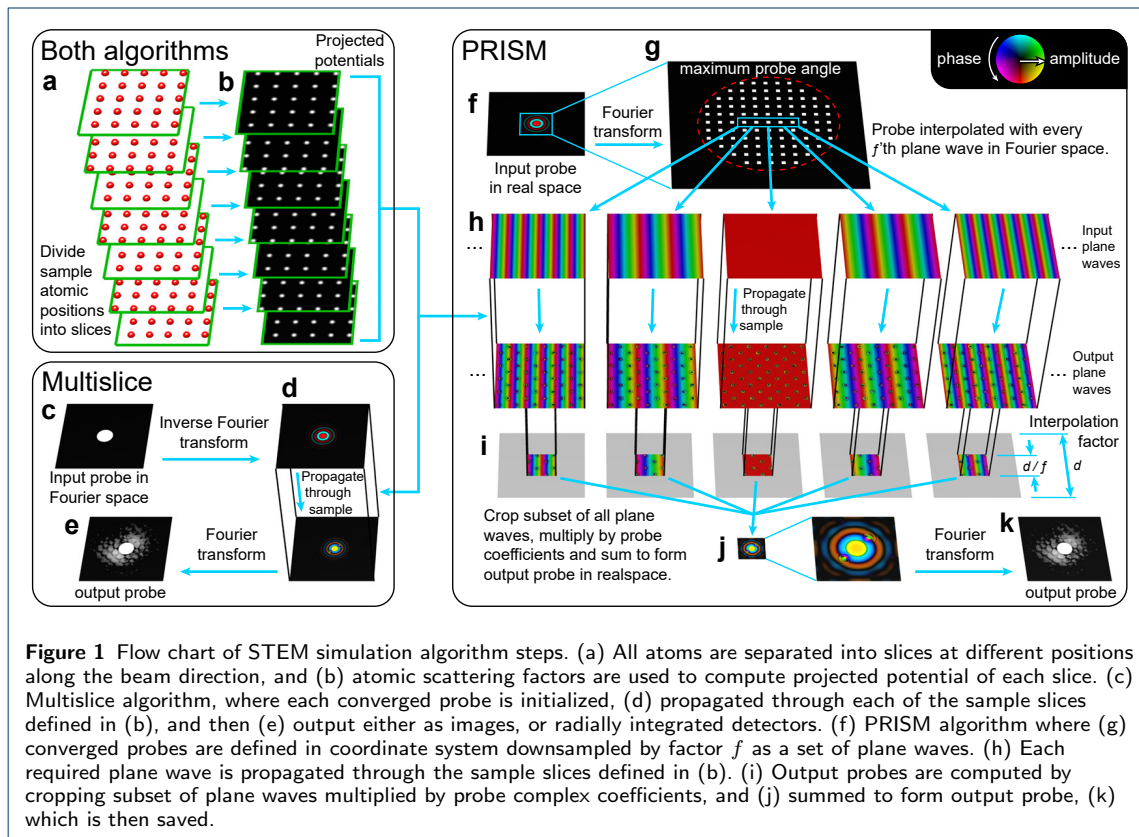 Both algorithms
Projected
potentials
a
b
Divide
sample
atomic
positions
into slices
Multislice
c
d
Inverse Fourier
transform
Input probe in
Fourier space
Propagate
through
sample
e
Fourier
transform
output probe
PRISM
phase
amplitude
g
maximum probe angle
f
Fourier
transform
Input probe
in real space
Probe interpolated with every
f'th plane wave in Fourier space.
h
...
... Input
plane
waves
Propagate
through
sample
...
... Output
plane
waves
i
Interpolation
factor
d/f
d
Crop subset of all plane
waves, multiply by probe
coefficients and sum to form
output probe in realspace.
j
Fourier
transform
k
output probe
Figure 1 Flow chart of STEM simulation algorithm steps. (a) All atoms are separated into slices at different positions
along the beam direction, and (b) atomic scattering factors are used to compute projected potential of each slice. (c)
Multislice algorithm, where each converged probe is initialized, (d) propagated through each of the sample slices
defined in (b), and then (e) output either as images, or radially integrated detectors. (f) PRISM algorithm where (g)
converged probes are defined in coordinate system downsampled by factor f as a set of plane waves. (h) Each
required plane wave is propagated through the sample slices defined in (b). (i) Output probes are computed by
cropping subset of plane waves multiplied by probe complex coefficients, and (j) summed to form output probe, (k)
which is then saved.